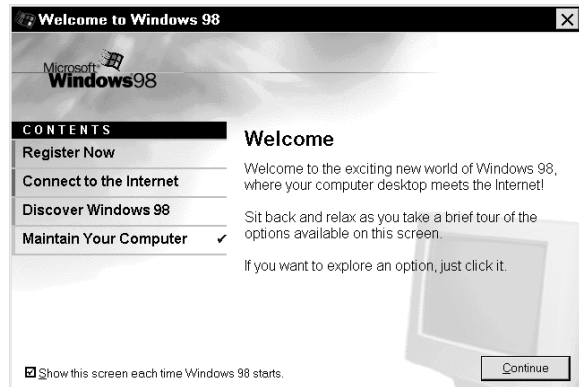 Welcome to Windows 98
Microsoft
Windows98
CONTENTS
Register Now
Connect to the Internet
Discover Windows 98
Maintain Your Computer
Welcome
Welcome to the exciting new world of Windows 98,
where your computer desktop meets the Internet!
Sit back and relax as you take a brief tour of the
options available on this screen.
If you want to explore an option, just click it.
Show this screen each time Windows 98 starts.
Continue